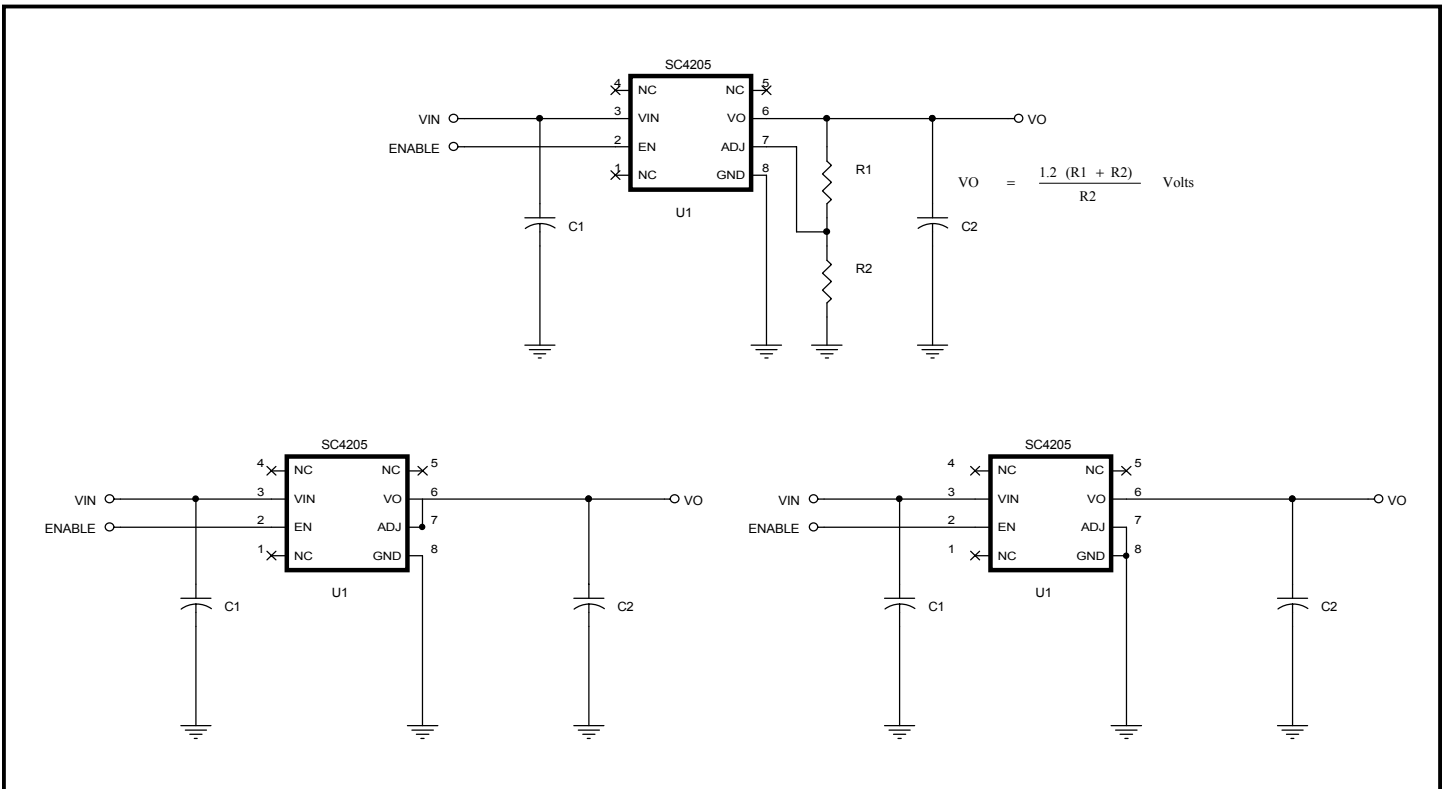 SC4205
4 NC NC 5
VIN 3 VIN VO 6 VO
ENABLE 2 EN ADJ 7
1 NC GND 8
R1
VO = 1.2 (R1 + R2) Volts
R2
U1
C1
C2
R2
SC4205
4 NC NC 5
VIN 3 VIN VO 6 VO
ENABLE 2 EN ADJ 7
1 NC GND 8
U1
C1
C2
SC4205
4 NC NC 5
VIN 3 VIN VO 6 VO
ENABLE 2 EN ADJ 7
1 NC GND 8
U1
C1
C2